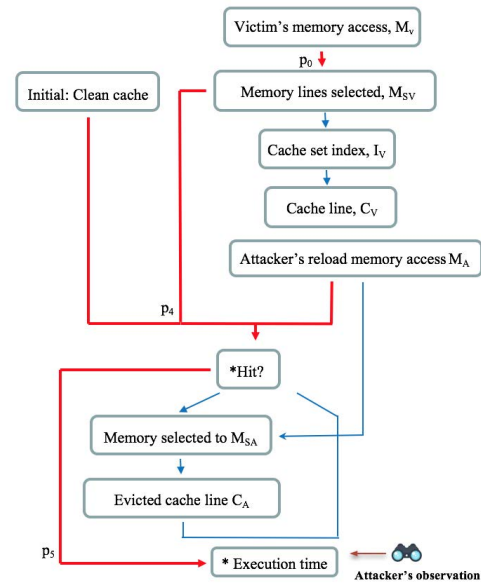 Victim's memory access, Mv
p0
Initial: Clean cache
Memory lines selected, MSV
Cache set index, IV
Cache line, CV
Attacker's reload memory access MA
p4
*Hit?
Memory selected to MSA
Evicted cache line CA
p5
* Execution time
Attacker's observation